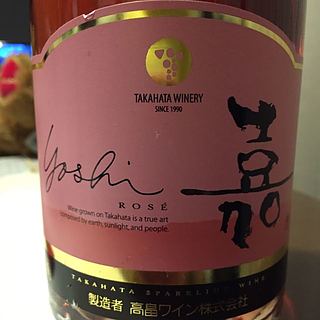 TAKAHATA WINERY
SINCE 1990
yoshi
嘉
ROSÉ
Wine grown on Takahata is a true art
composed by earth, sunlight, and people.
TAKAHATA SPARKLING WINE
製造者 高畠ワイン株式会社